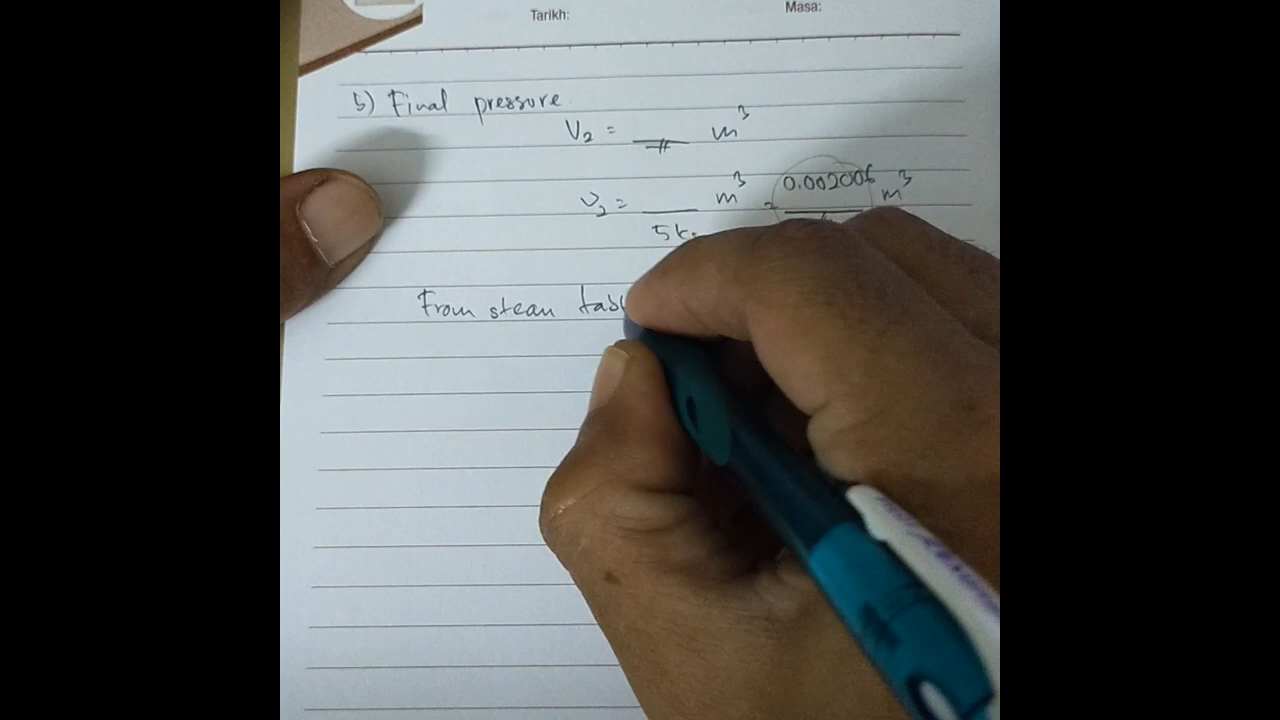 Tarikh: Masa:
b) Final pressure
V2 = m3
v2 = m3 = 0.002006 m3
5k
From steam tab